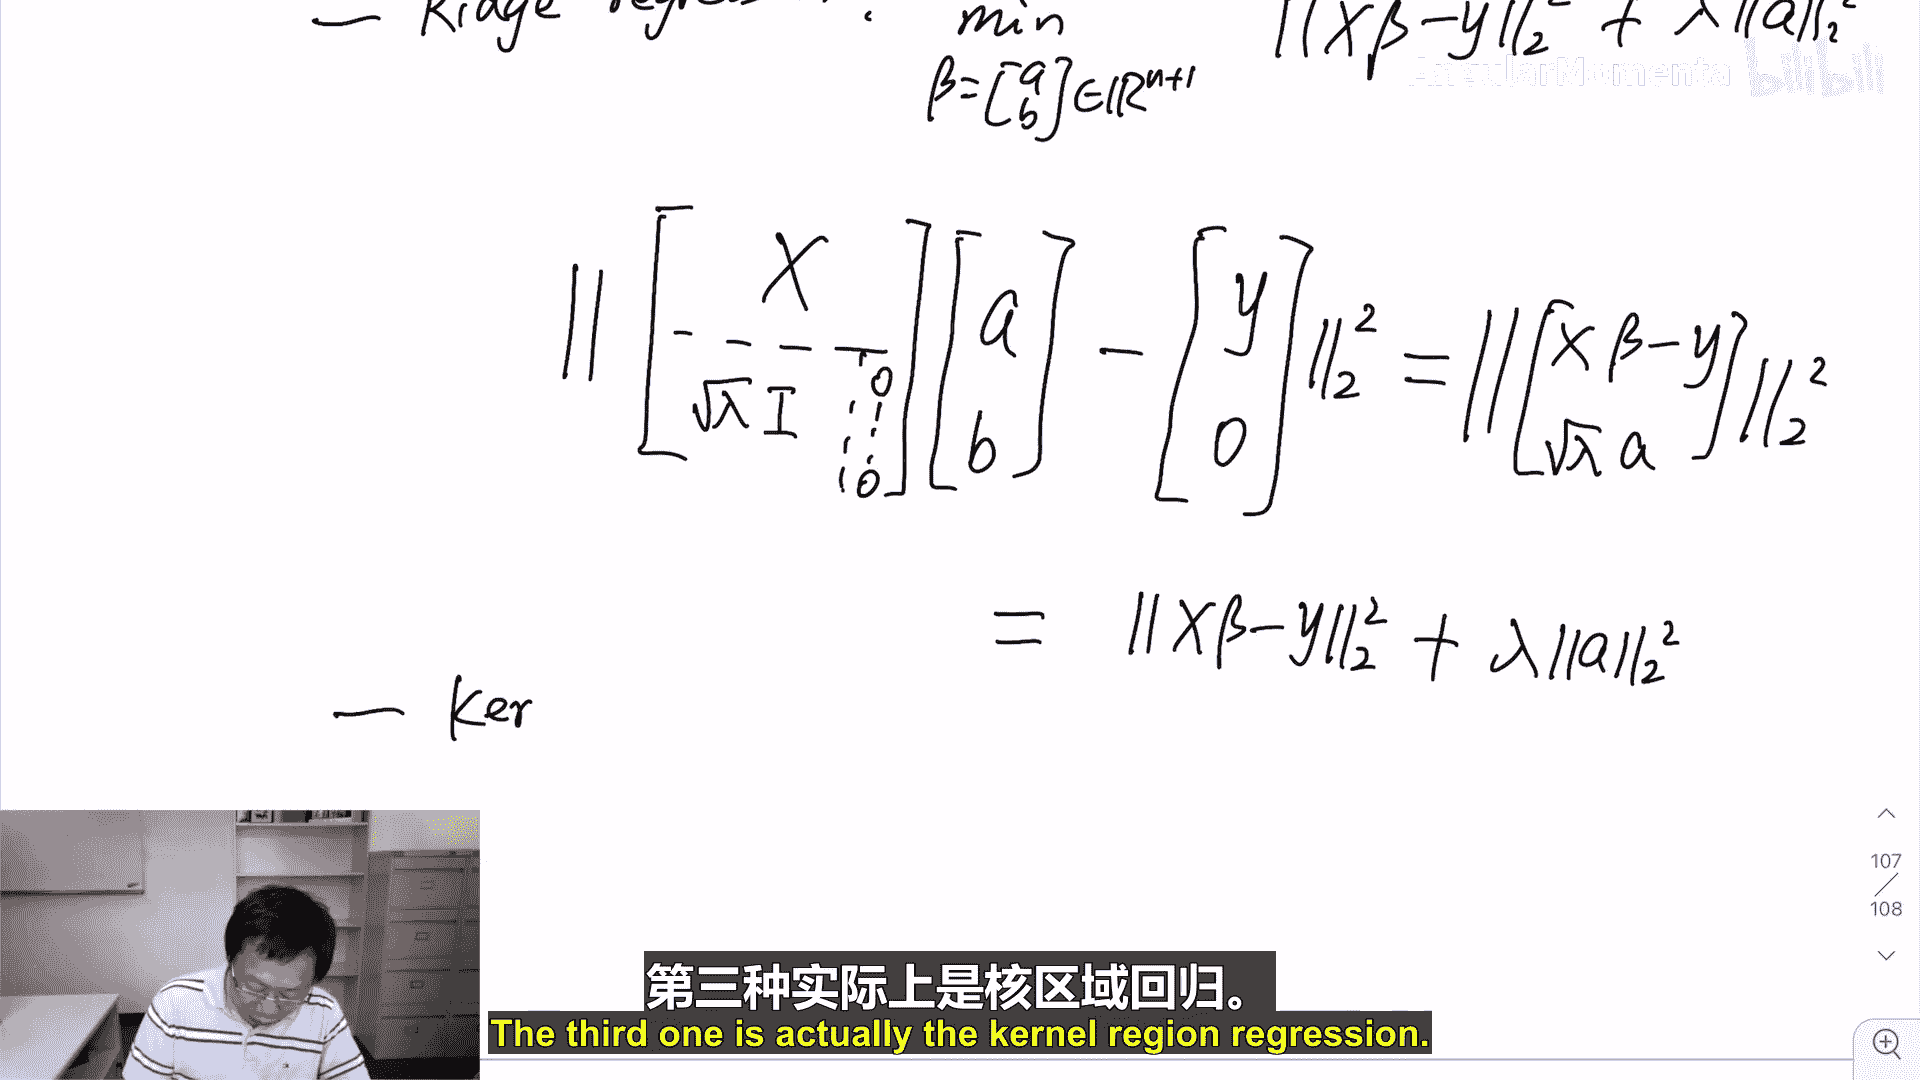 — Ridge regression: min ‖Xβ−y‖₂² + λ‖a‖₂²
β=[a b]∈ℝⁿ⁺¹
AngularMomenta bilibili
‖[X √λ I 0 0][a b] − [y 0]‖₂² = ‖[Xβ−y √λ a]‖₂²
= ‖Xβ−y‖₂² + λ‖a‖₂²
— Ker
107
108
第三种实际上是核区域回归。
The third one is actually the kernel region regression.